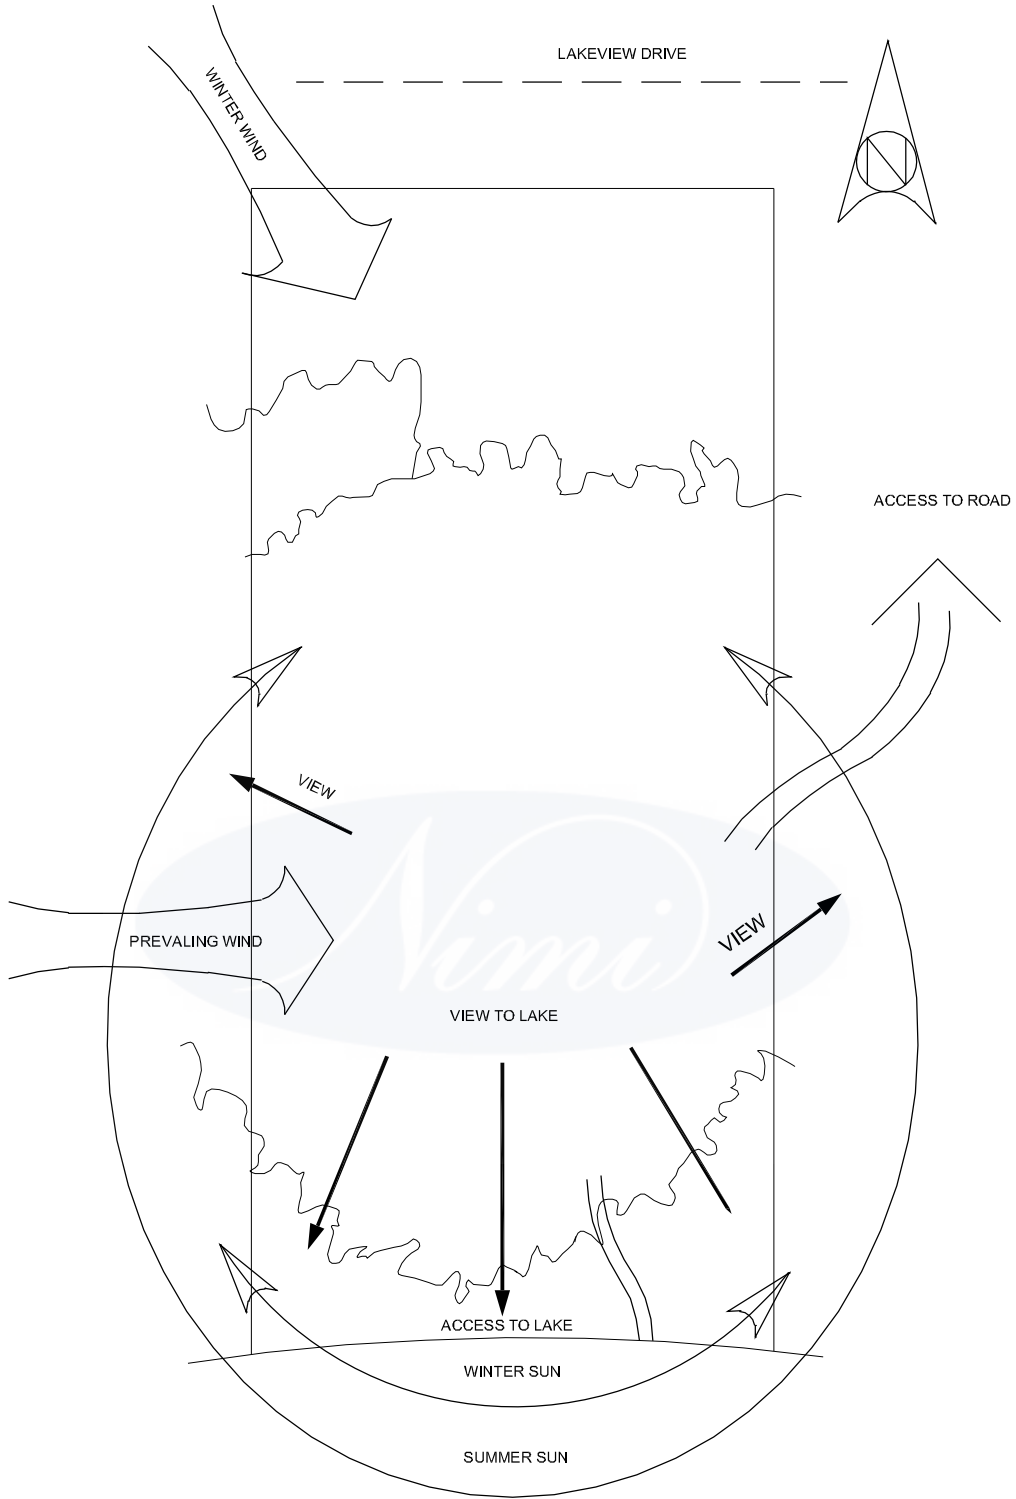 LAKEVIEW DRIVE
WINTER WIND
N
ACCESS TO ROAD
VIEW
VIEW
PREVALING WIND
Nimi
VIEW TO LAKE
ACCESS TO LAKE
WINTER SUN
SUMMER SUN